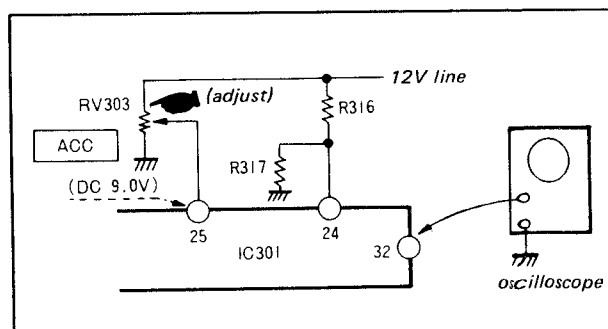 12V line
RV303
(adjust)
R316
ACC
R317
(DC 9.0V)
25
24
IC301
32
oscilloscope